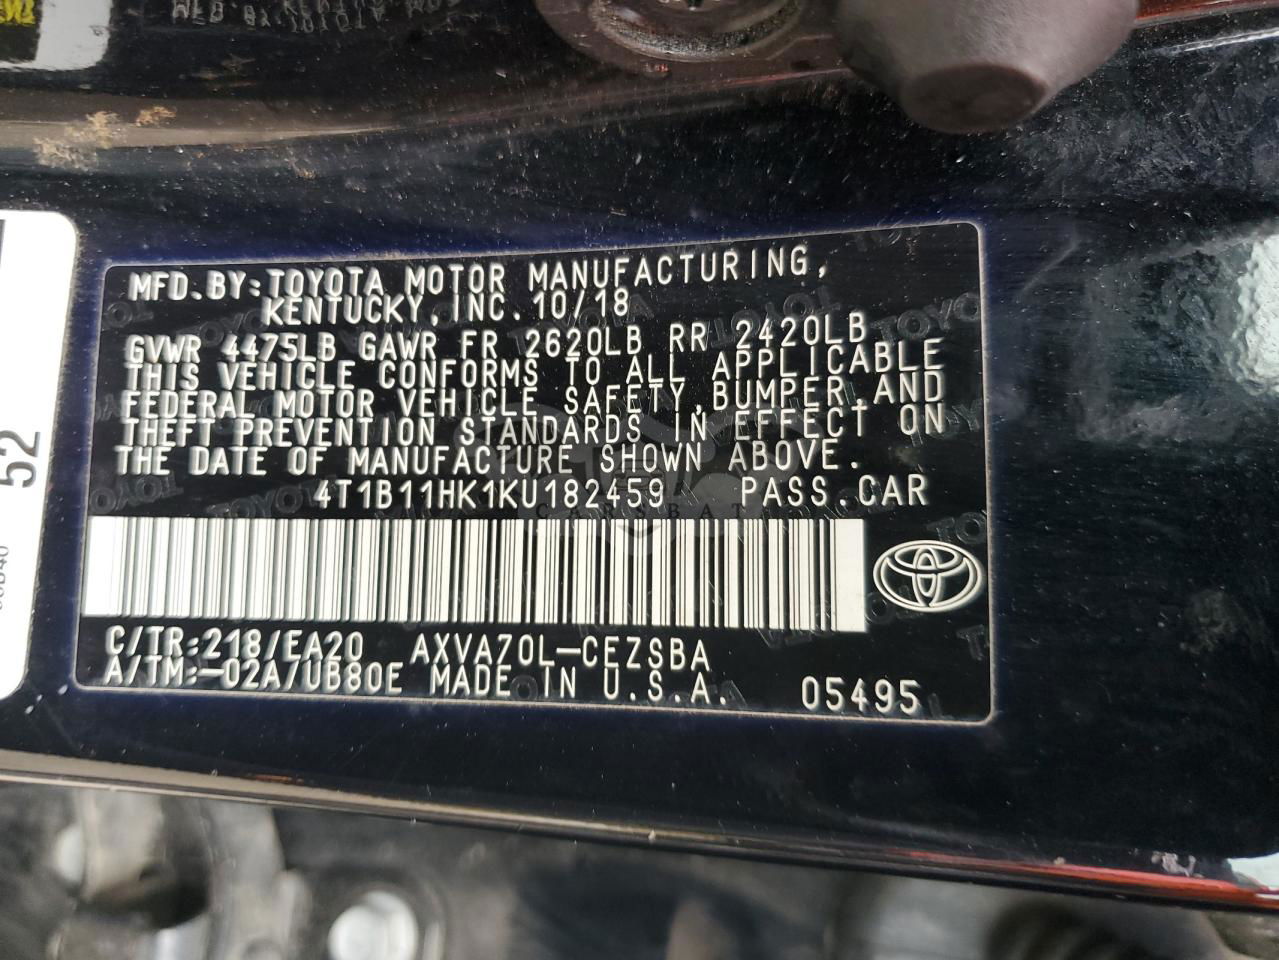 MFD.BY:TOYOTA MOTOR MANUFACTURING,
KENTUCKY,INC.10/18
GVWR 4475LB GAWR FR 2620LB RR 2420LB
THIS VEHICLE CONFORMS TO ALL APPLICABLE
FEDERAL MOTOR VEHICLE SAFETY,BUMPER,AND
THEFT PREVENTION STANDARDS IN EFFECT ON
THE DATE OF MANUFACTURE SHOWN ABOVE.
4T1B11HK1KU182459 PASS.CAR
CARSBAT
C/TR:218/EA20 AXVA70L-CEZSBA
A/TM:-02A/UB80E MADE IN U.S.A. 05495
52